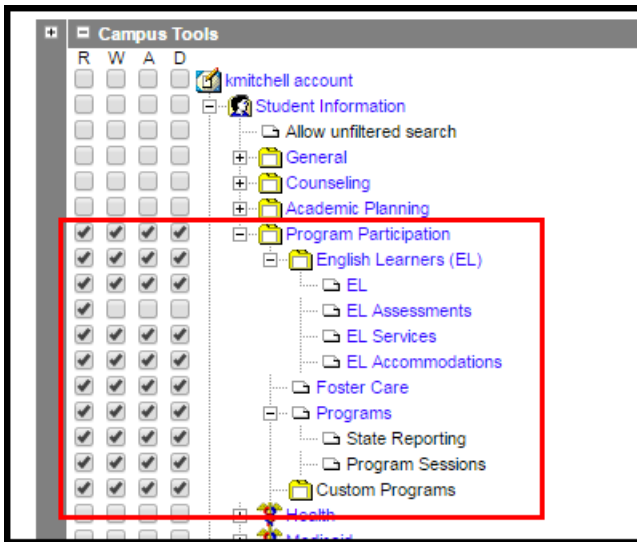 Campus Tools
R W A D
kmitchell account
Student Information
Allow unfiltered search
General
Counseling
Academic Planning
Program Participation
English Learners (EL)
EL
EL Assessments
EL Services
EL Accommodations
Foster Care
Programs
State Reporting
Program Sessions
Custom Programs
Health
Medicaid